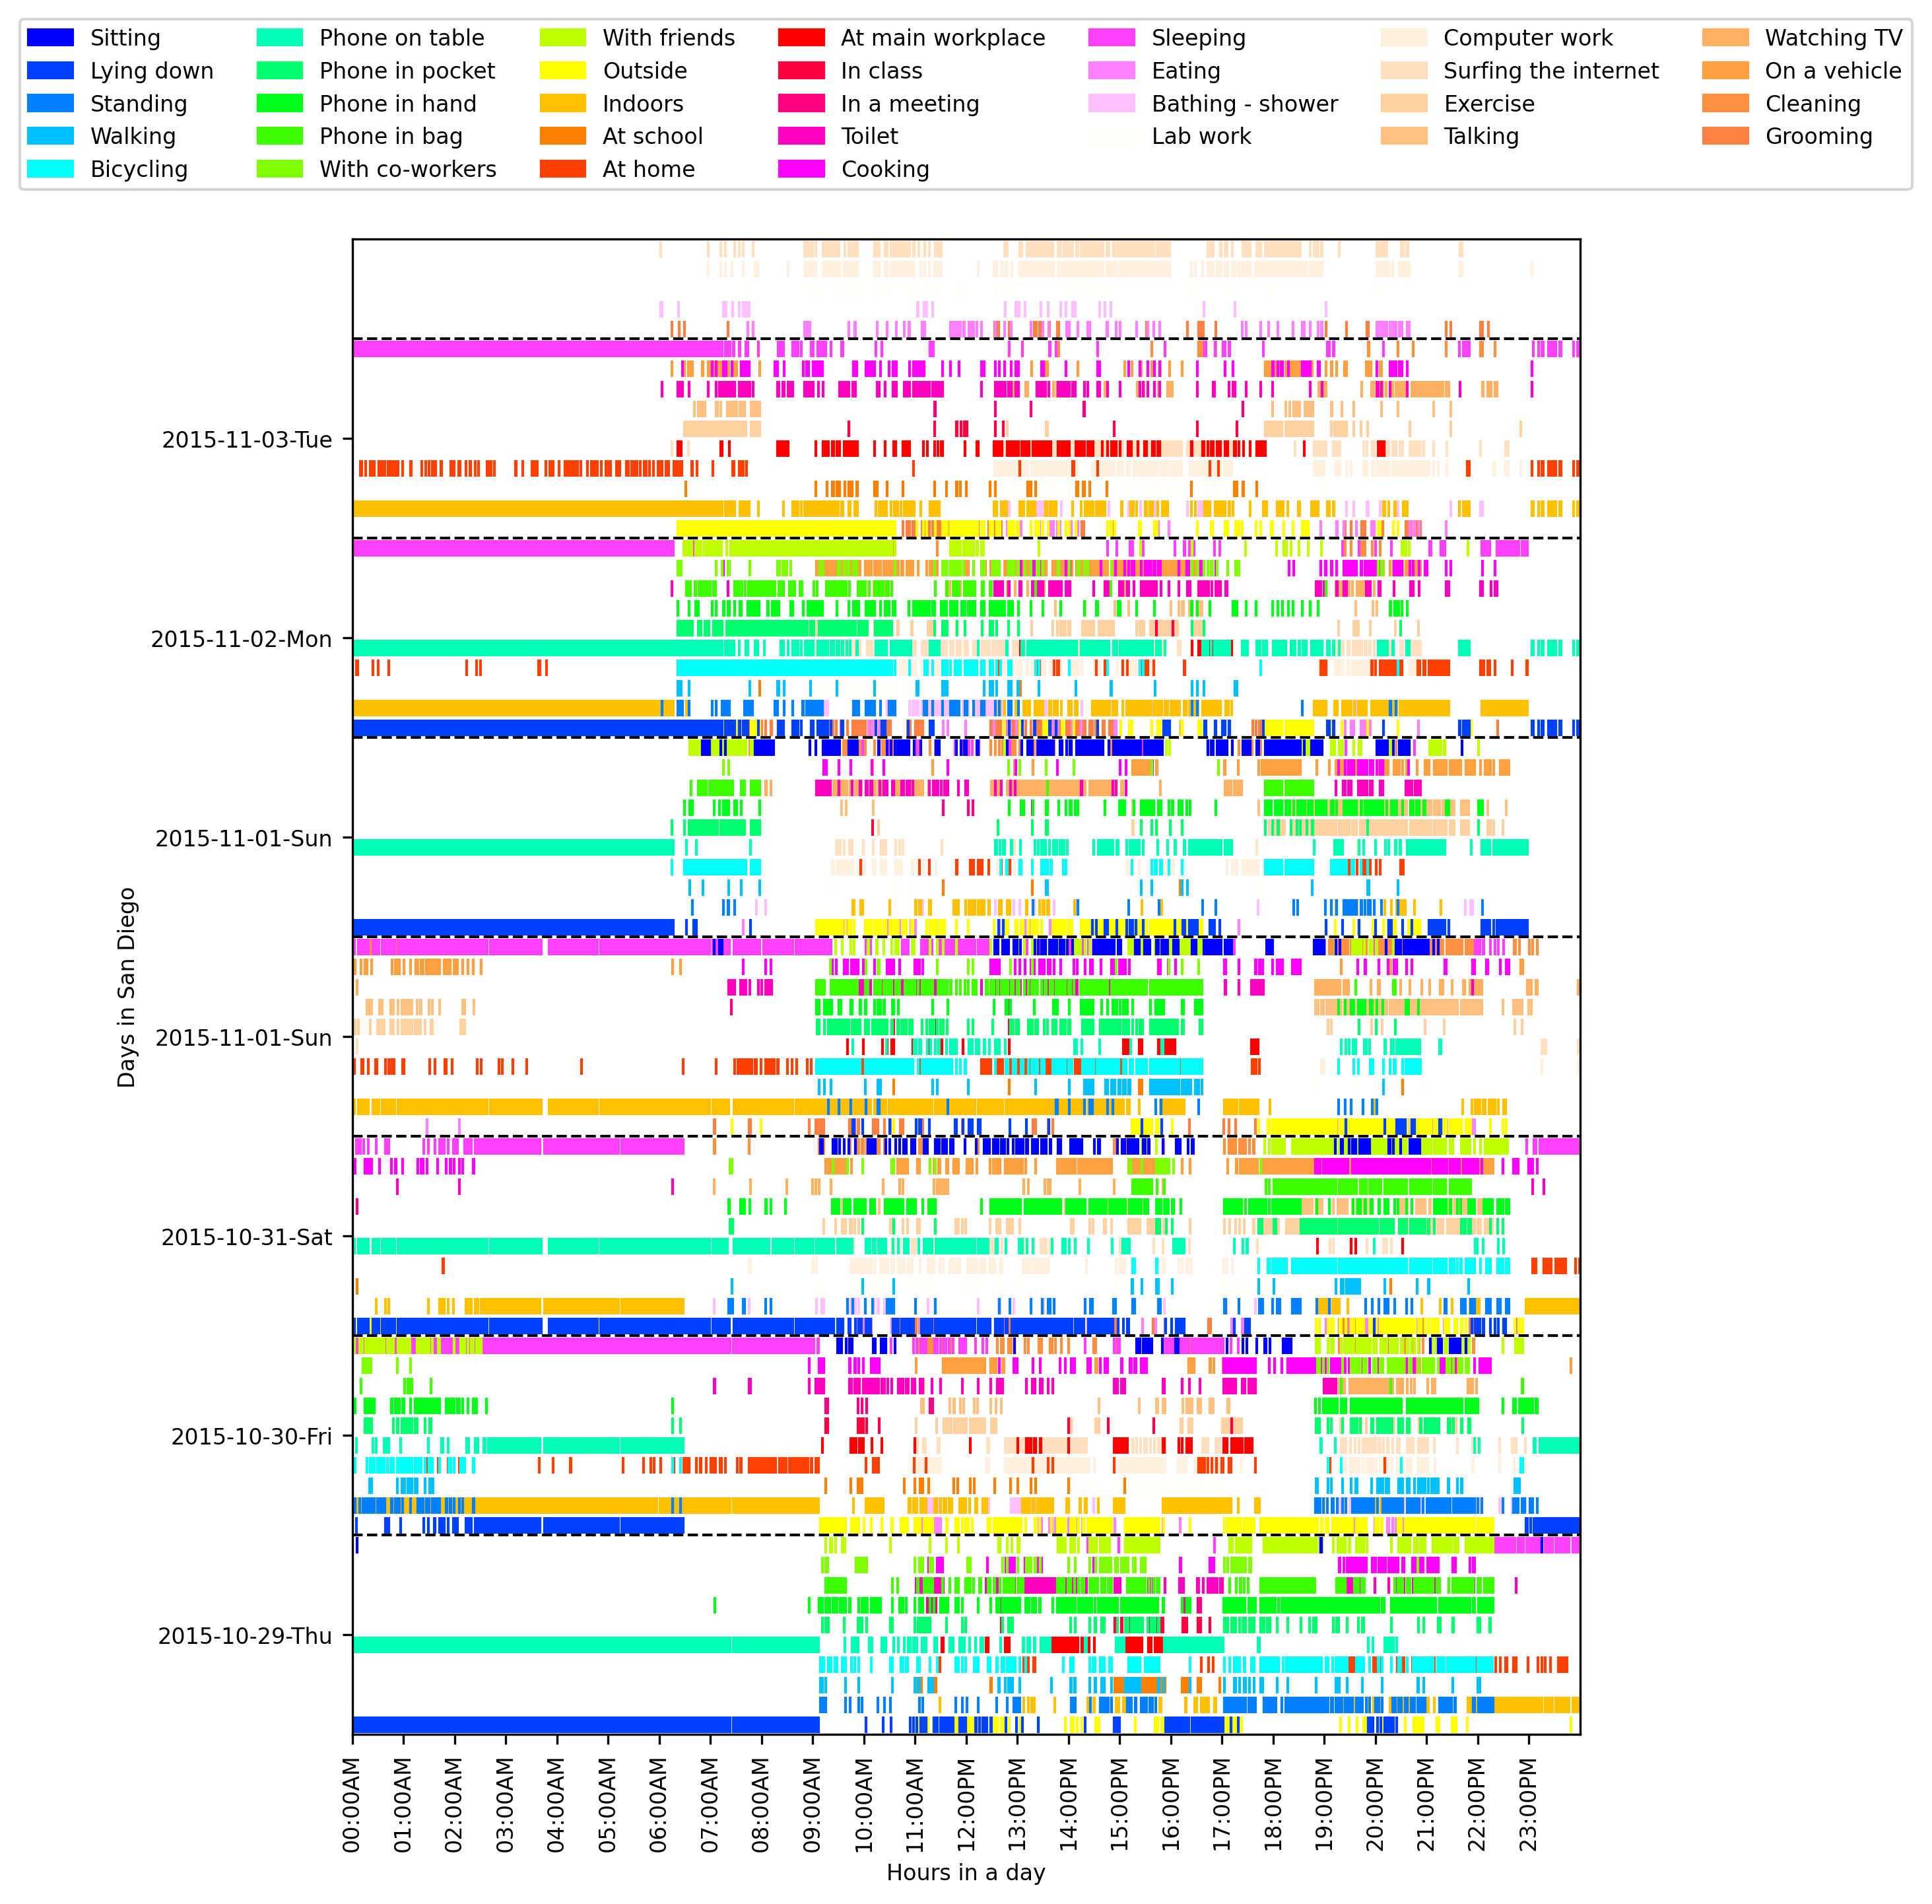 Sitting
Lying down
Standing
Walking
Bicycling
Phone on table
Phone in pocket
Phone in hand
Phone in bag
With co-workers
With friends
Outside
Indoors
At school
At home
At main workplace
In class
In a meeting
Toilet
Cooking
Sleeping
Eating
Bathing - shower
Lab work
Computer work
Surfing the internet
Exercise
Talking
Watching TV
On a vehicle
Cleaning
Grooming
Days in San Diego
2015-11-03-Tue
2015-11-02-Mon
2015-11-01-Sun
2015-11-01-Sun
2015-10-31-Sat
2015-10-30-Fri
2015-10-29-Thu
00:00AM
01:00AM
02:00AM
03:00AM
04:00AM
05:00AM
06:00AM
07:00AM
08:00AM
09:00AM
10:00AM
11:00AM
12:00PM
13:00PM
14:00PM
15:00PM
16:00PM
17:00PM
18:00PM
19:00PM
20:00PM
21:00PM
22:00PM
23:00PM
Hours in a day